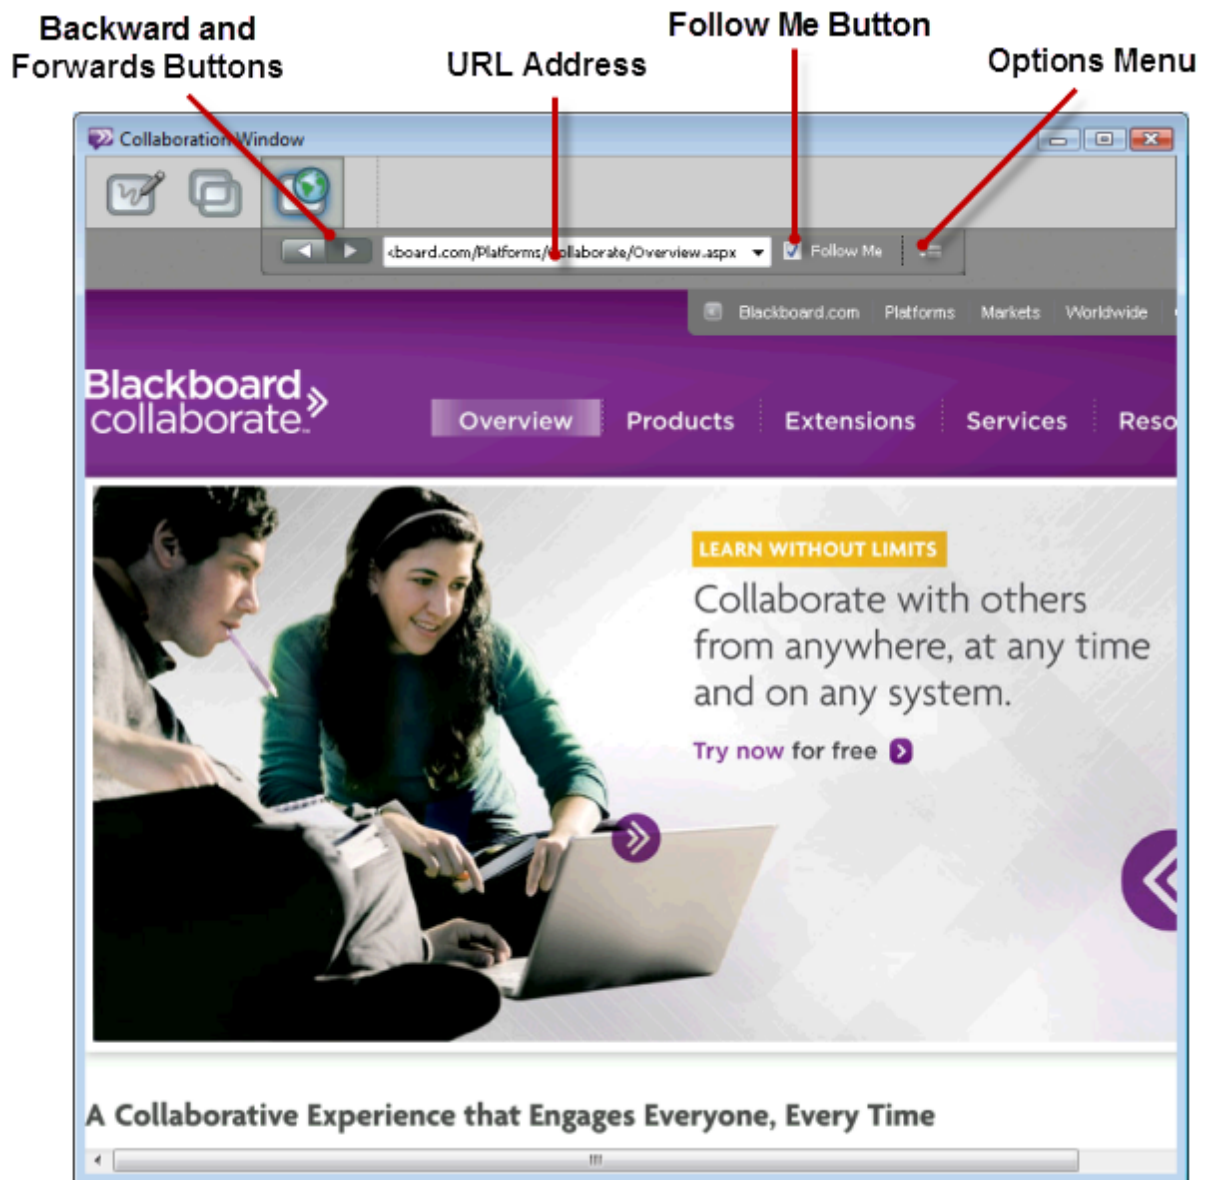 Backward and
Forwards Buttons
URL Address
Follow Me Button
Options Menu
Collaboration Window
board.com/Platforms/Collaborate/Overview.aspx
Follow Me
Blackboard.com Platforms Markets Worldwide
Blackboard
collaborate
Overview Products Extensions Services Reso
LEARN WITHOUT LIMITS
Collaborate with others
from anywhere, at any time
and on any system.
Try now for free
A Collaborative Experience that Engages Everyone, Every Time